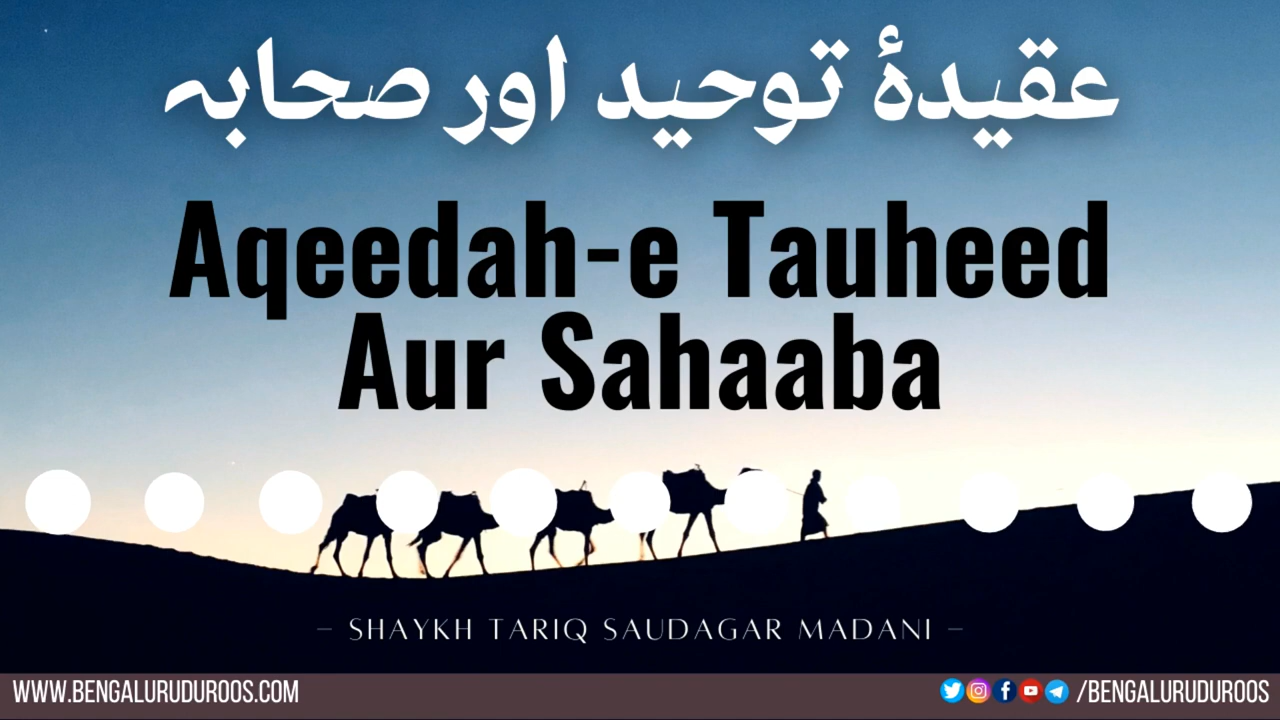 عقیدۂ توحید اور صحابہ
Aqeedah-e Tauheed
Aur Sahaaba
– SHAYKH TARIQ SAUDAGAR MADANI –
WWW.BENGALURUDUROOS.COM
/BENGALURUDUROOS